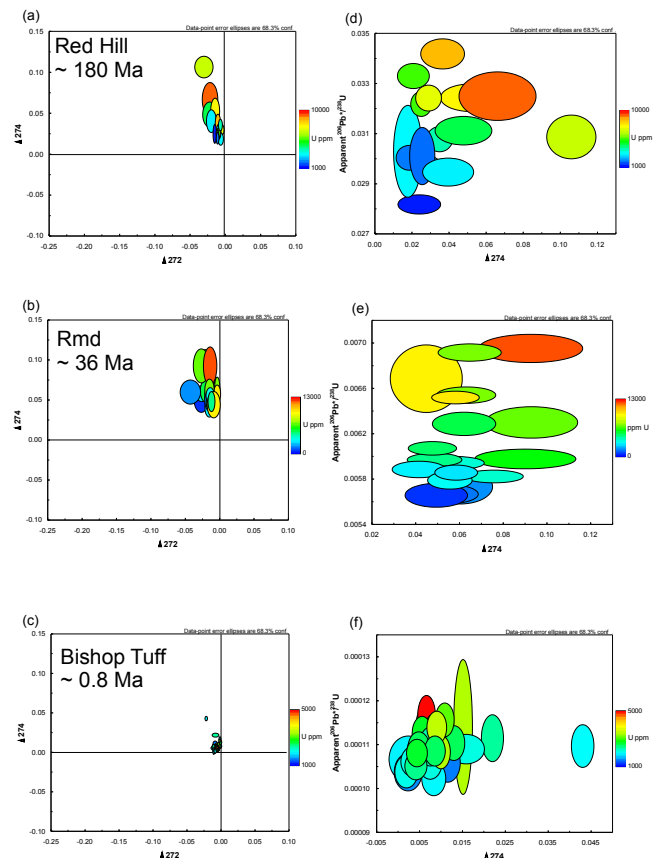 (a)
Data-point error ellipses are 68.3% conf
Red Hill
~ 180 Ma
▲274
0.15
0.10
0.05
0.00
0.05
0.10
-0.25 -0.20 -0.15 -0.10 -0.05 0.00 0.05 0.10
▲272
10000
U ppm
1000
(d)
Data-point error ellipses are 68.3% conf
Apparent ²⁰⁶Pb*/²³⁸U
0.035
0.033
0.031
0.029
0.027
0.00 0.02 0.04 0.06 0.08 0.10 0.12
▲274
10000
U ppm
1000
(b)
Data-point error ellipses are 68.3% conf
Rmd
~ 36 Ma
▲274
0.15
0.10
0.05
0.00
0.05
0.10
-0.25 -0.20 -0.15 -0.10 -0.05 0.00 0.05 0.10
▲272
13000
U ppm
0
(e)
Data-point error ellipses are 68.3% conf
Apparent ²⁰⁶Pb*/²³⁸U
0.0070
0.0066
0.0062
0.0058
0.0054
0.02 0.04 0.06 0.08 0.10 0.12
▲274
13000
ppm U
0
(c)
Data-point error ellipses are 68.3% conf
Bishop Tuff
~ 0.8 Ma
▲274
0.15
0.10
0.05
0.00
0.05
0.10
-0.25 -0.20 -0.15 -0.10 -0.05 0.00 0.05 0.10
▲272
5000
U ppm
1000
(f)
Data-point error ellipses are 68.3% conf
Apparent ²⁰⁶Pb*/²³⁸U
0.00013
0.00012
0.00011
0.00010
0.00009
-0.005 0.005 0.015 0.025 0.035 0.045
▲274
5000
U ppm
1000